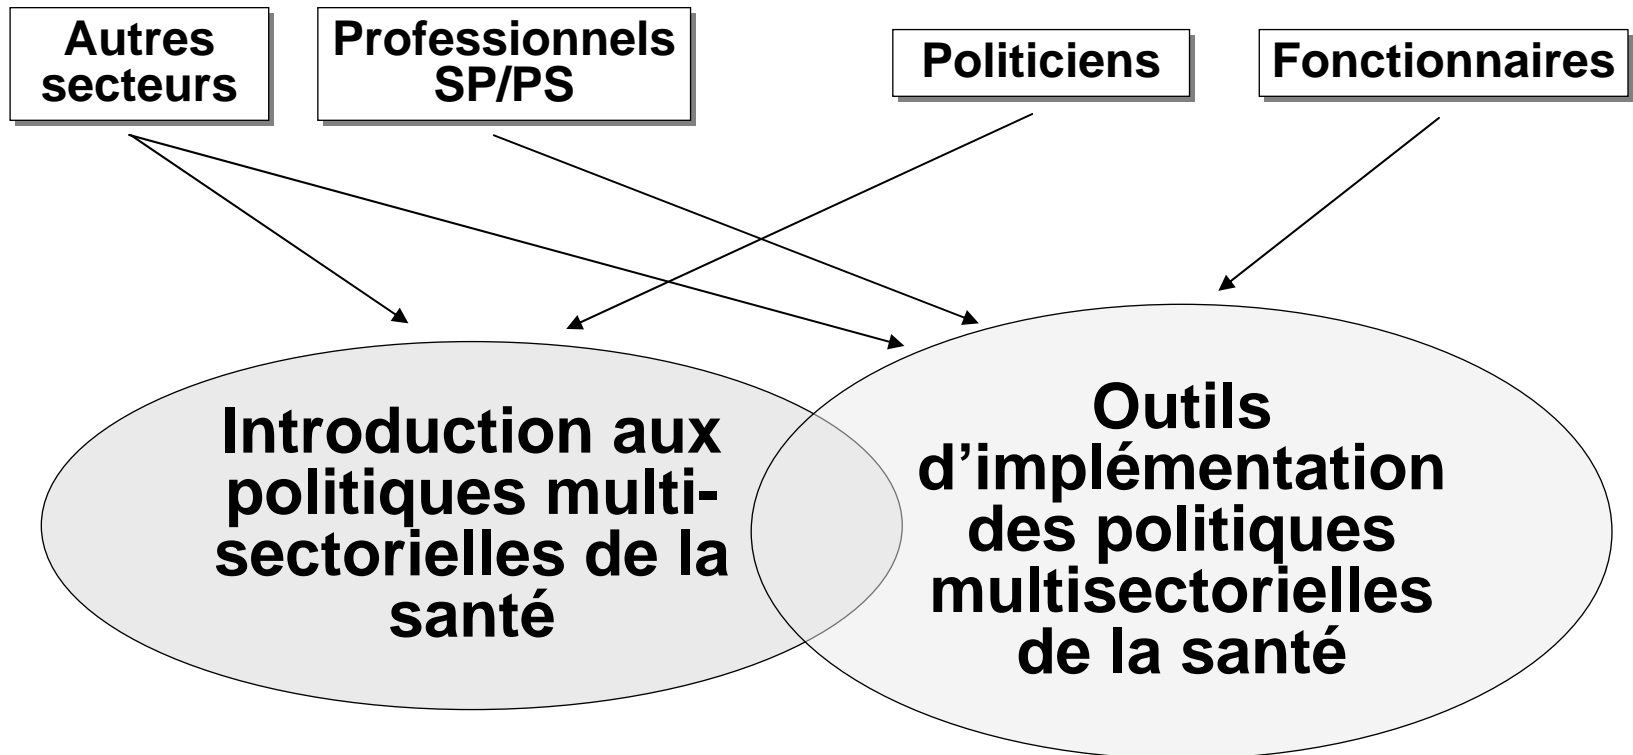 Autres
secteurs
Professionnels
SP/PS
Politiciens
Fonctionnaires
Introduction aux
politiques multi-
sectorielles de la
santé
Outils
d’implémentation
des politiques
multisectorielles
de la santé